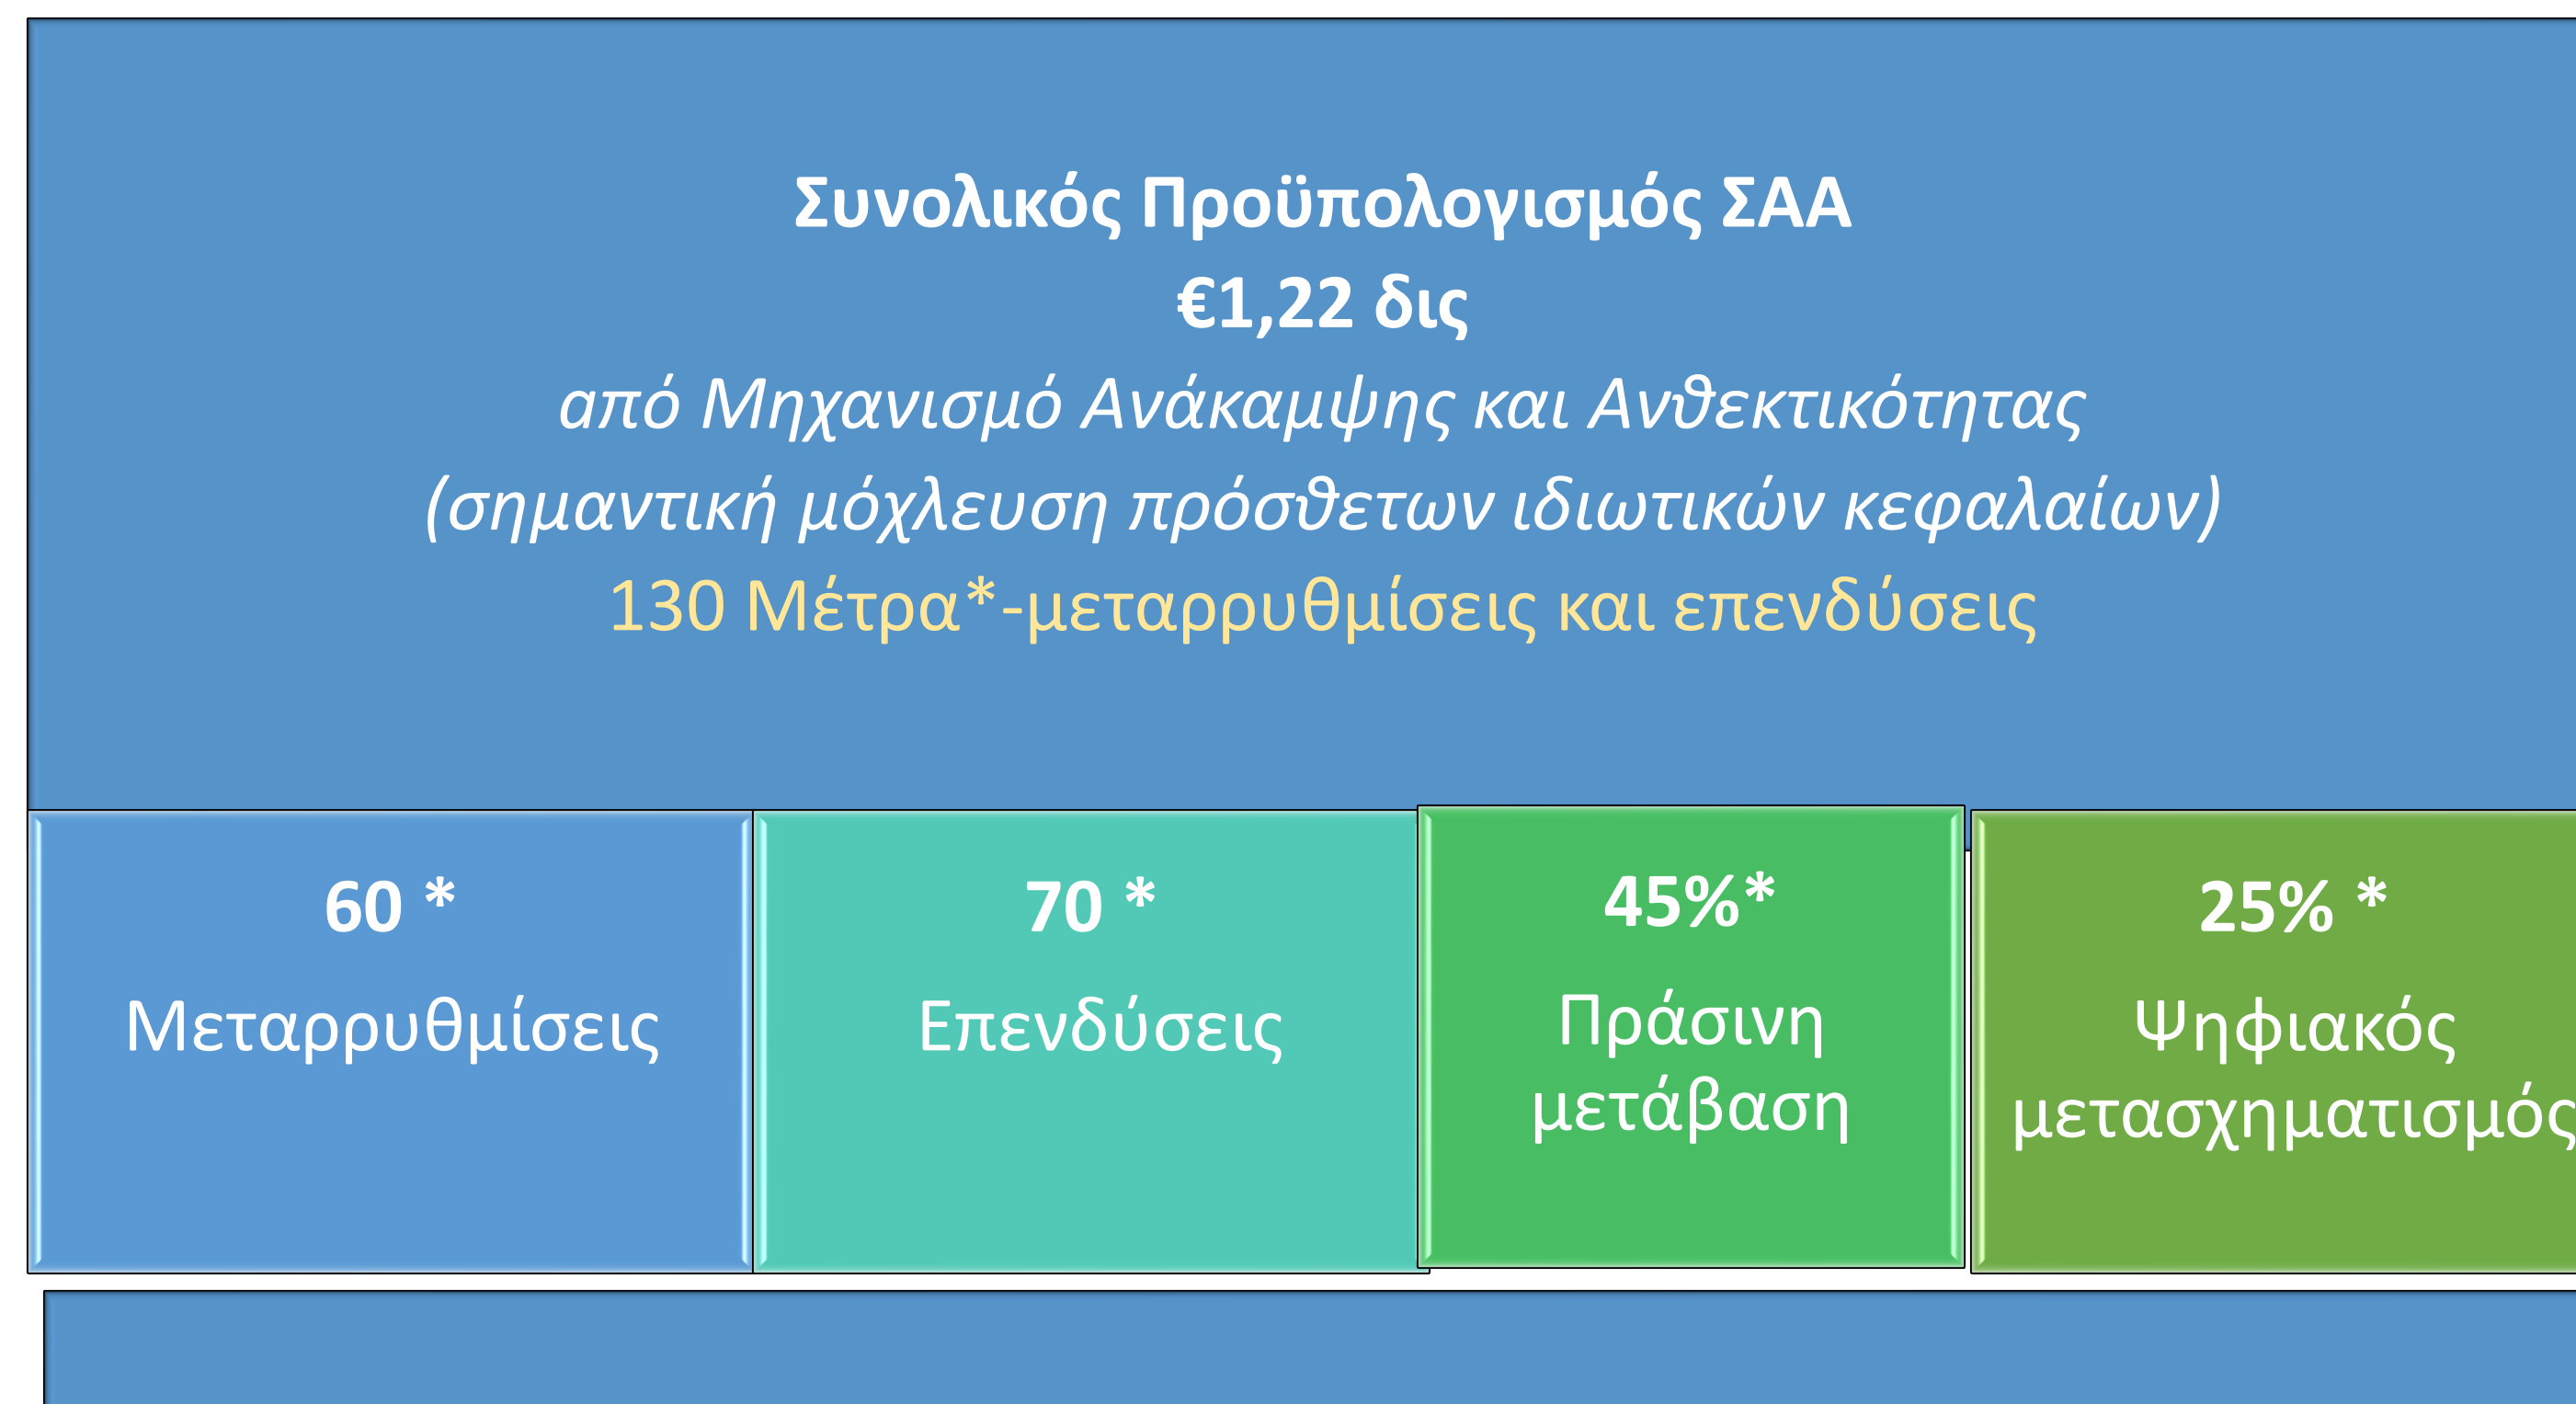 Συνολικός Προϋπολογισμός ΣΑΑ
€1,22 δις
από Μηχανισμό Ανάκαμψης και Ανθεκτικότητας
(σημαντική μόχλευση πρόσθετων ιδιωτικών κεφαλαίων)
130 Μέτρα*-μεταρρυθμίσεις και επενδύσεις
60 *
Μεταρρυθμίσεις
70 *
Επενδύσεις
45%*
Πράσινη
μετάβαση
25% *
Ψηφιακός
μετασχηματισμός